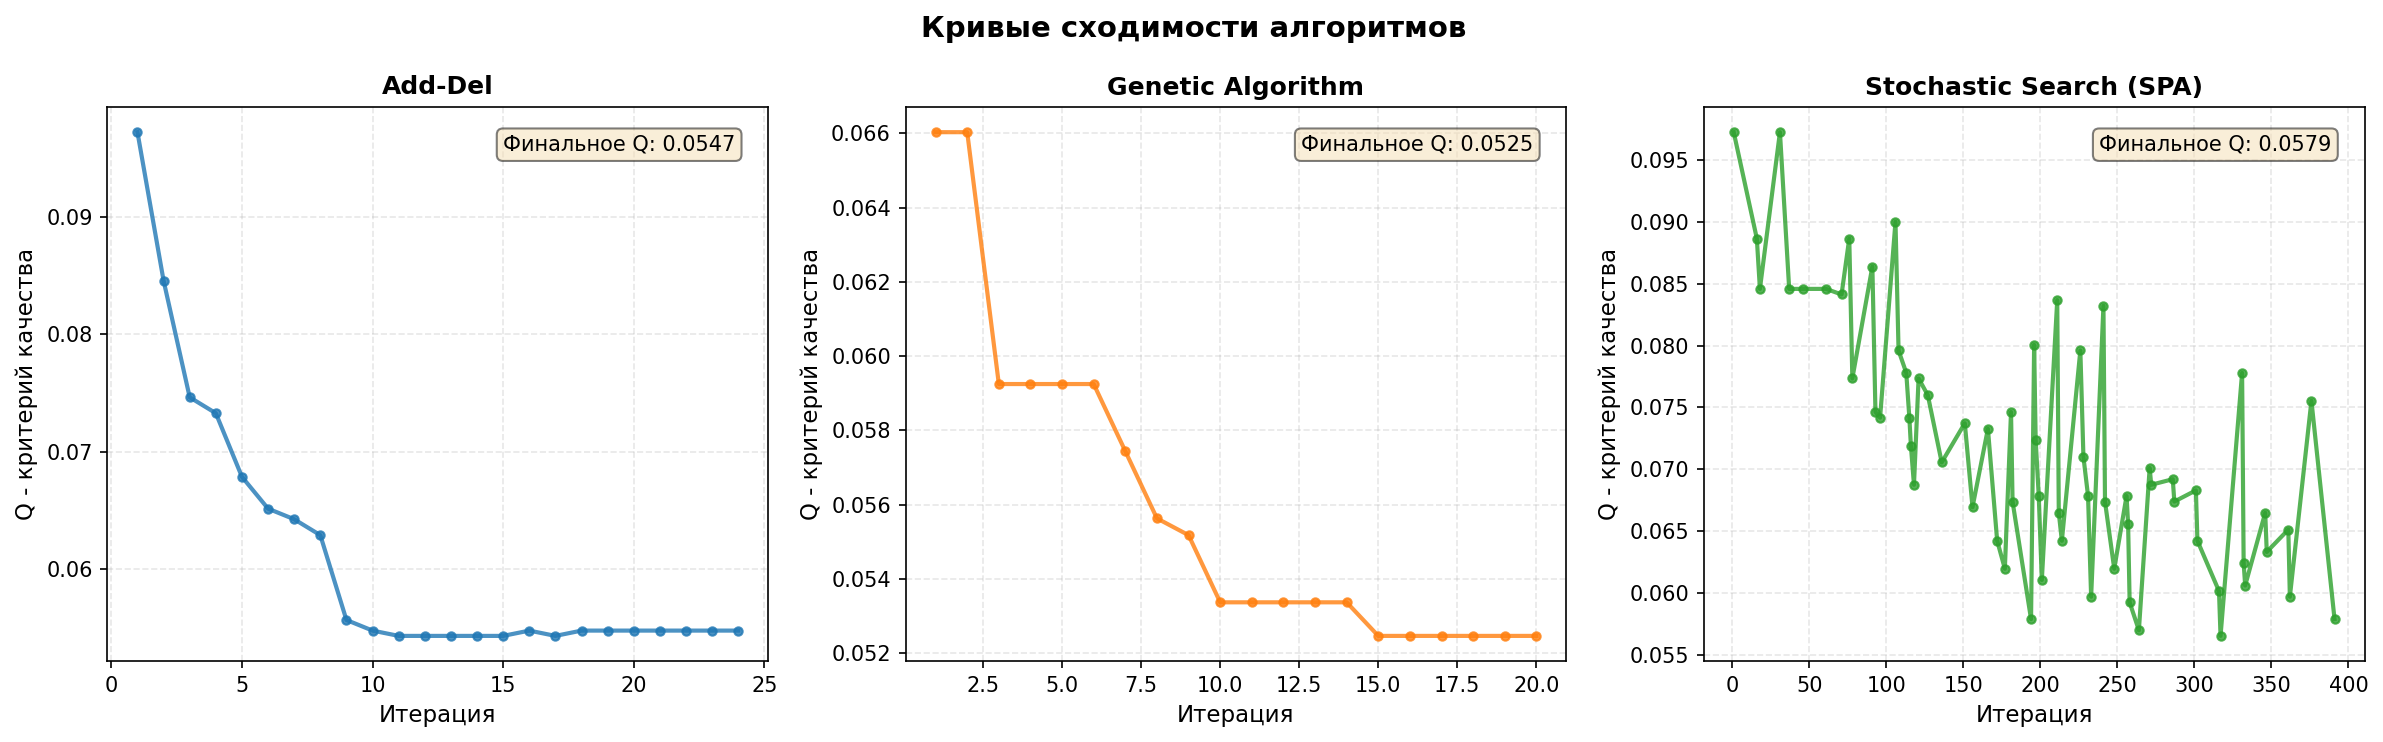 Кривые сходимости алгоритмов
Add-Del
Финальное Q: 0.0547
Q - критерий качества
0.09
0.08
0.07
0.06
0 5 10 15 20 25
Итерация
Genetic Algorithm
Финальное Q: 0.0525
Q - критерий качества
0.066
0.064
0.062
0.060
0.058
0.056
0.054
0.052
2.5 5.0 7.5 10.0 12.5 15.0 17.5 20.0
Итерация
Stochastic Search (SPA)
Финальное Q: 0.0579
Q - критерий качества
0.095
0.090
0.085
0.080
0.075
0.070
0.065
0.060
0.055
0 50 100 150 200 250 300 350 400
Итерация